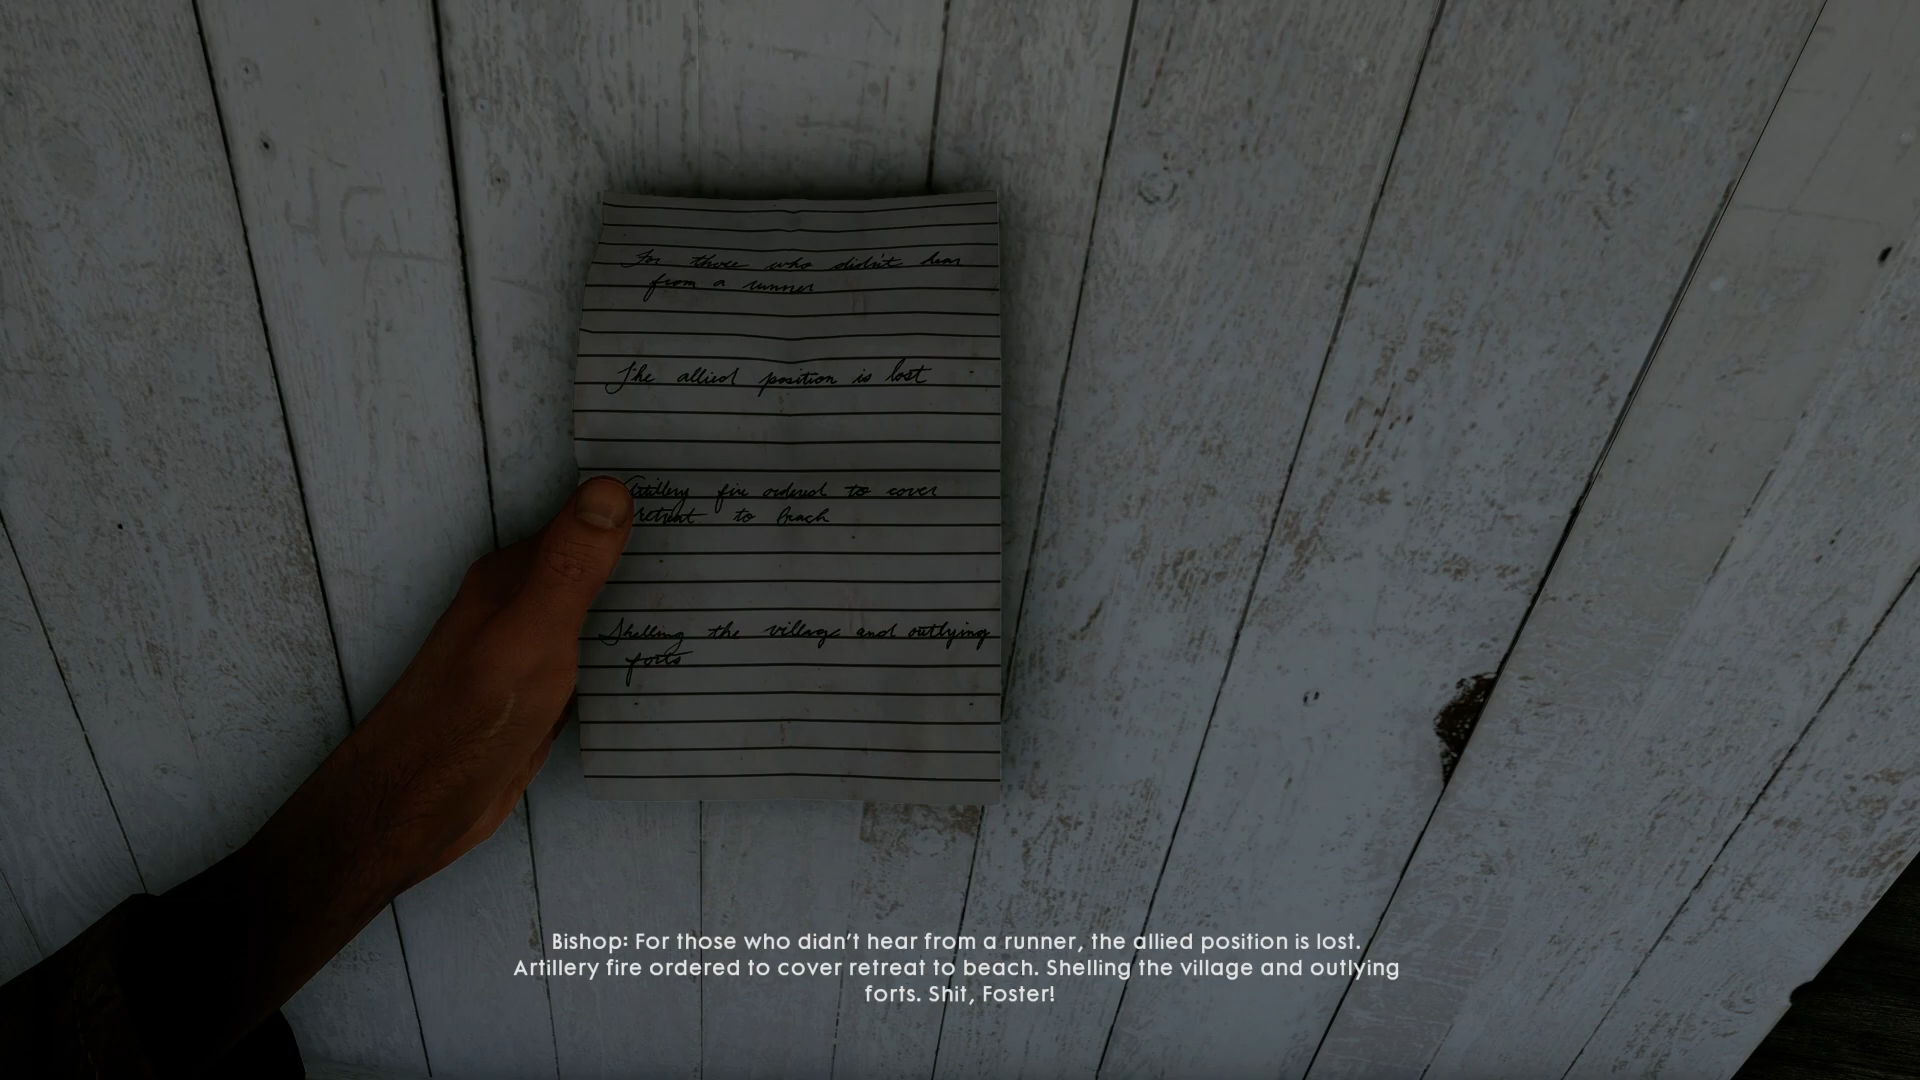 For those who didn't hear
from a runner
The allied position is lost
Artillery fire ordered to cover
retreat to beach
Shelling the village and outlying
forts
Bishop: For those who didn’t hear from a runner, the allied position is lost.
Artillery fire ordered to cover retreat to beach. Shelling the village and outlying
forts. Shit, Foster!